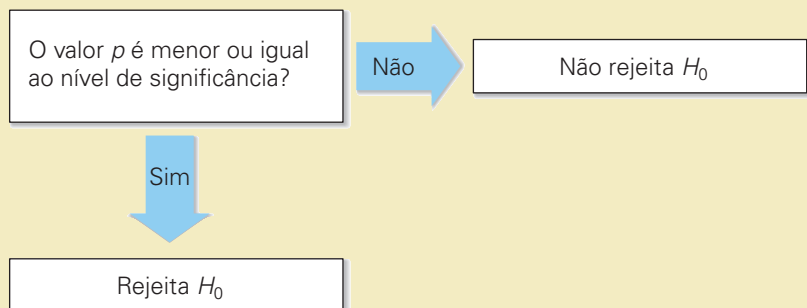 O valor p é menor ou igual
ao nível de significância?
Não
Não rejeita H₀
Sim
Rejeita H₀